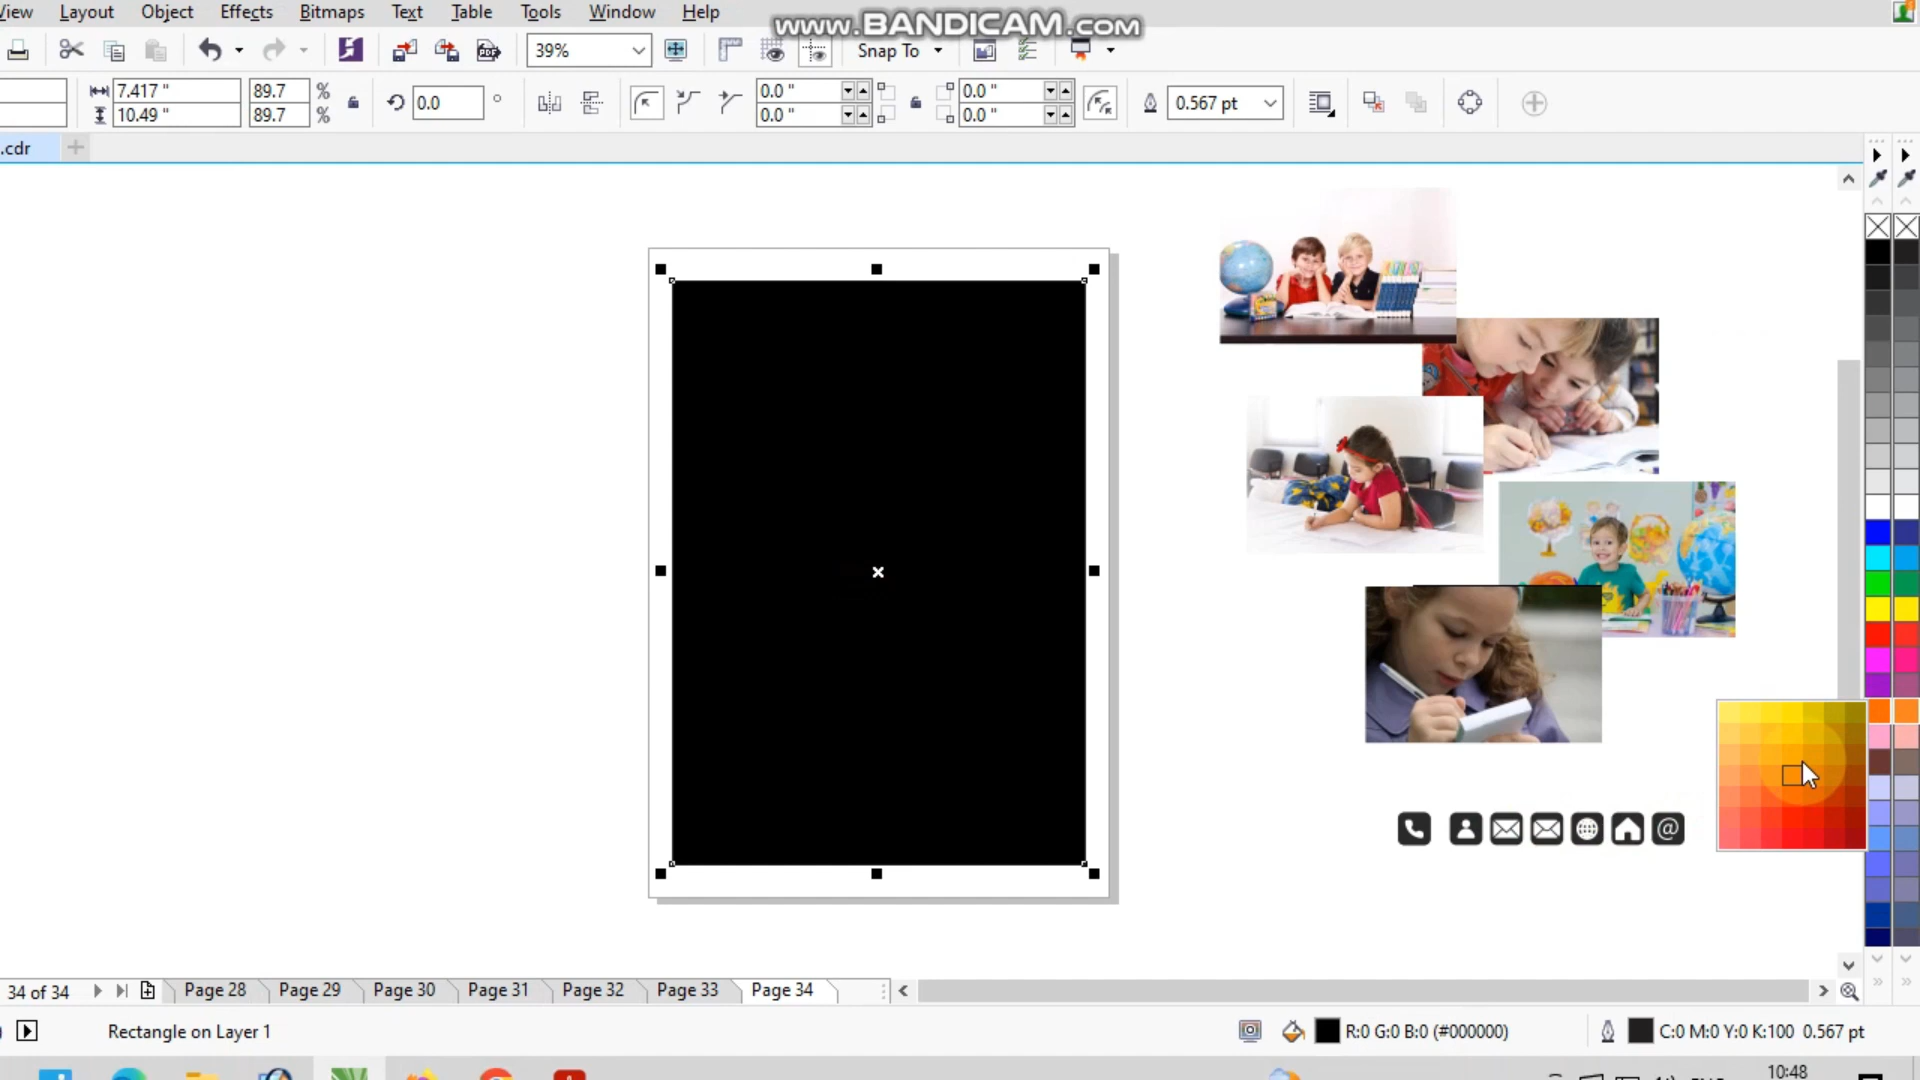 View Layout Object Effects Bitmaps Text Table Tools Window Help
www.BANDICAM.com
39% Snap To
7.417 " 89.7 %
10.49 " 89.7 %
0.0 °
0.0 " 0.0 "
0.0 " 0.0 "
0.567 pt
.cdr
@
34 of 34 Page 28 Page 29 Page 30 Page 31 Page 32 Page 33 Page 34
Rectangle on Layer 1 R:0 G:0 B:0 (#000000) C:0 M:0 Y:0 K:100 0.567 pt
10:48